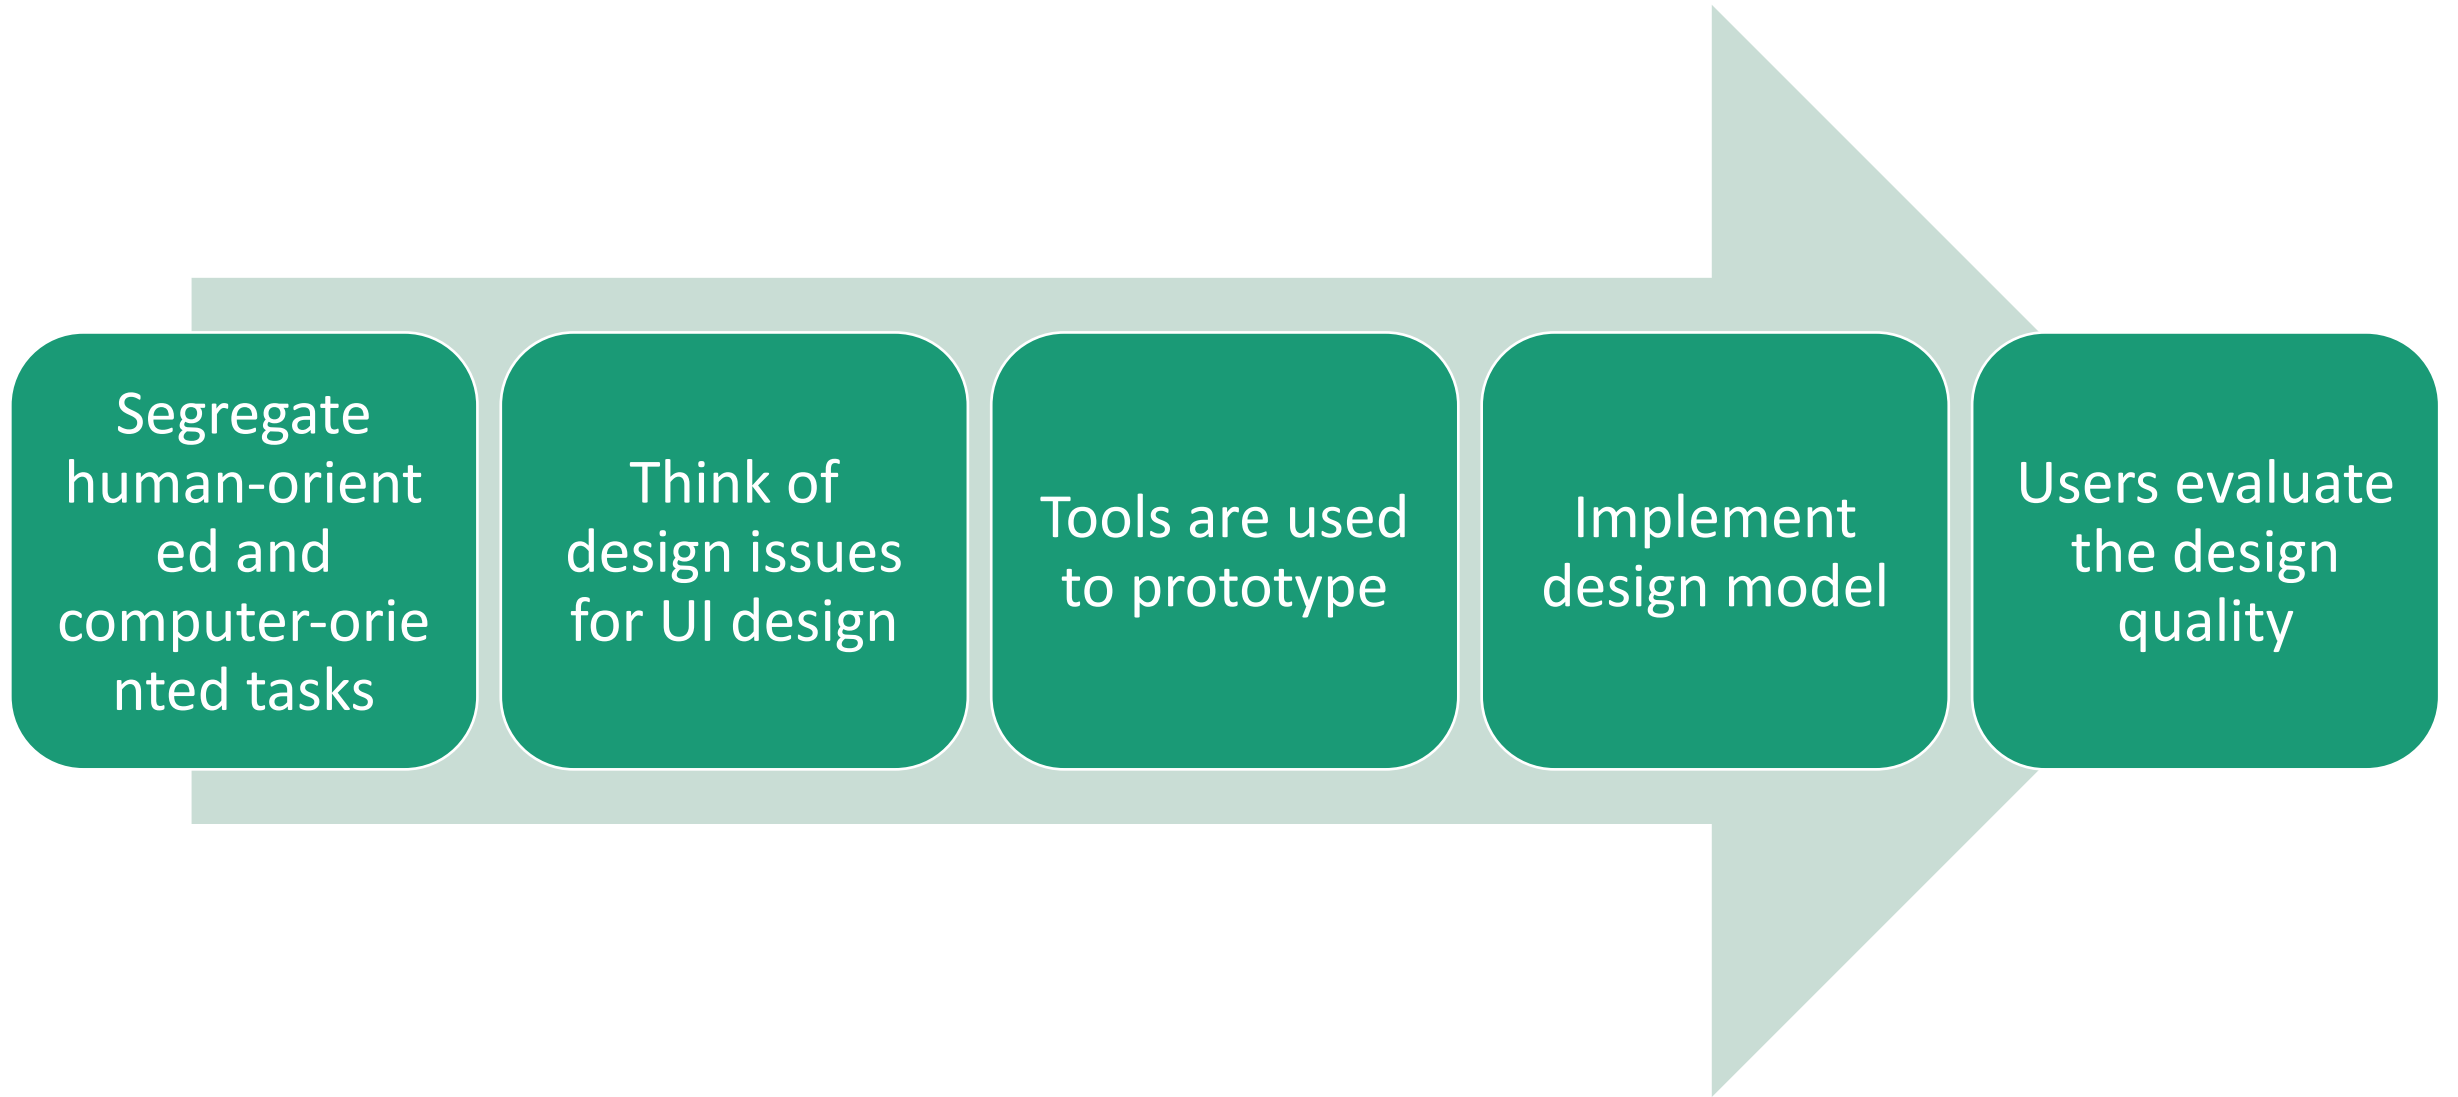 Segregate
human-orient
ed and
computer-orie
nted tasks
Think of
design issues
for UI design
Tools are used
to prototype
Implement
design model
Users evaluate
the design
quality